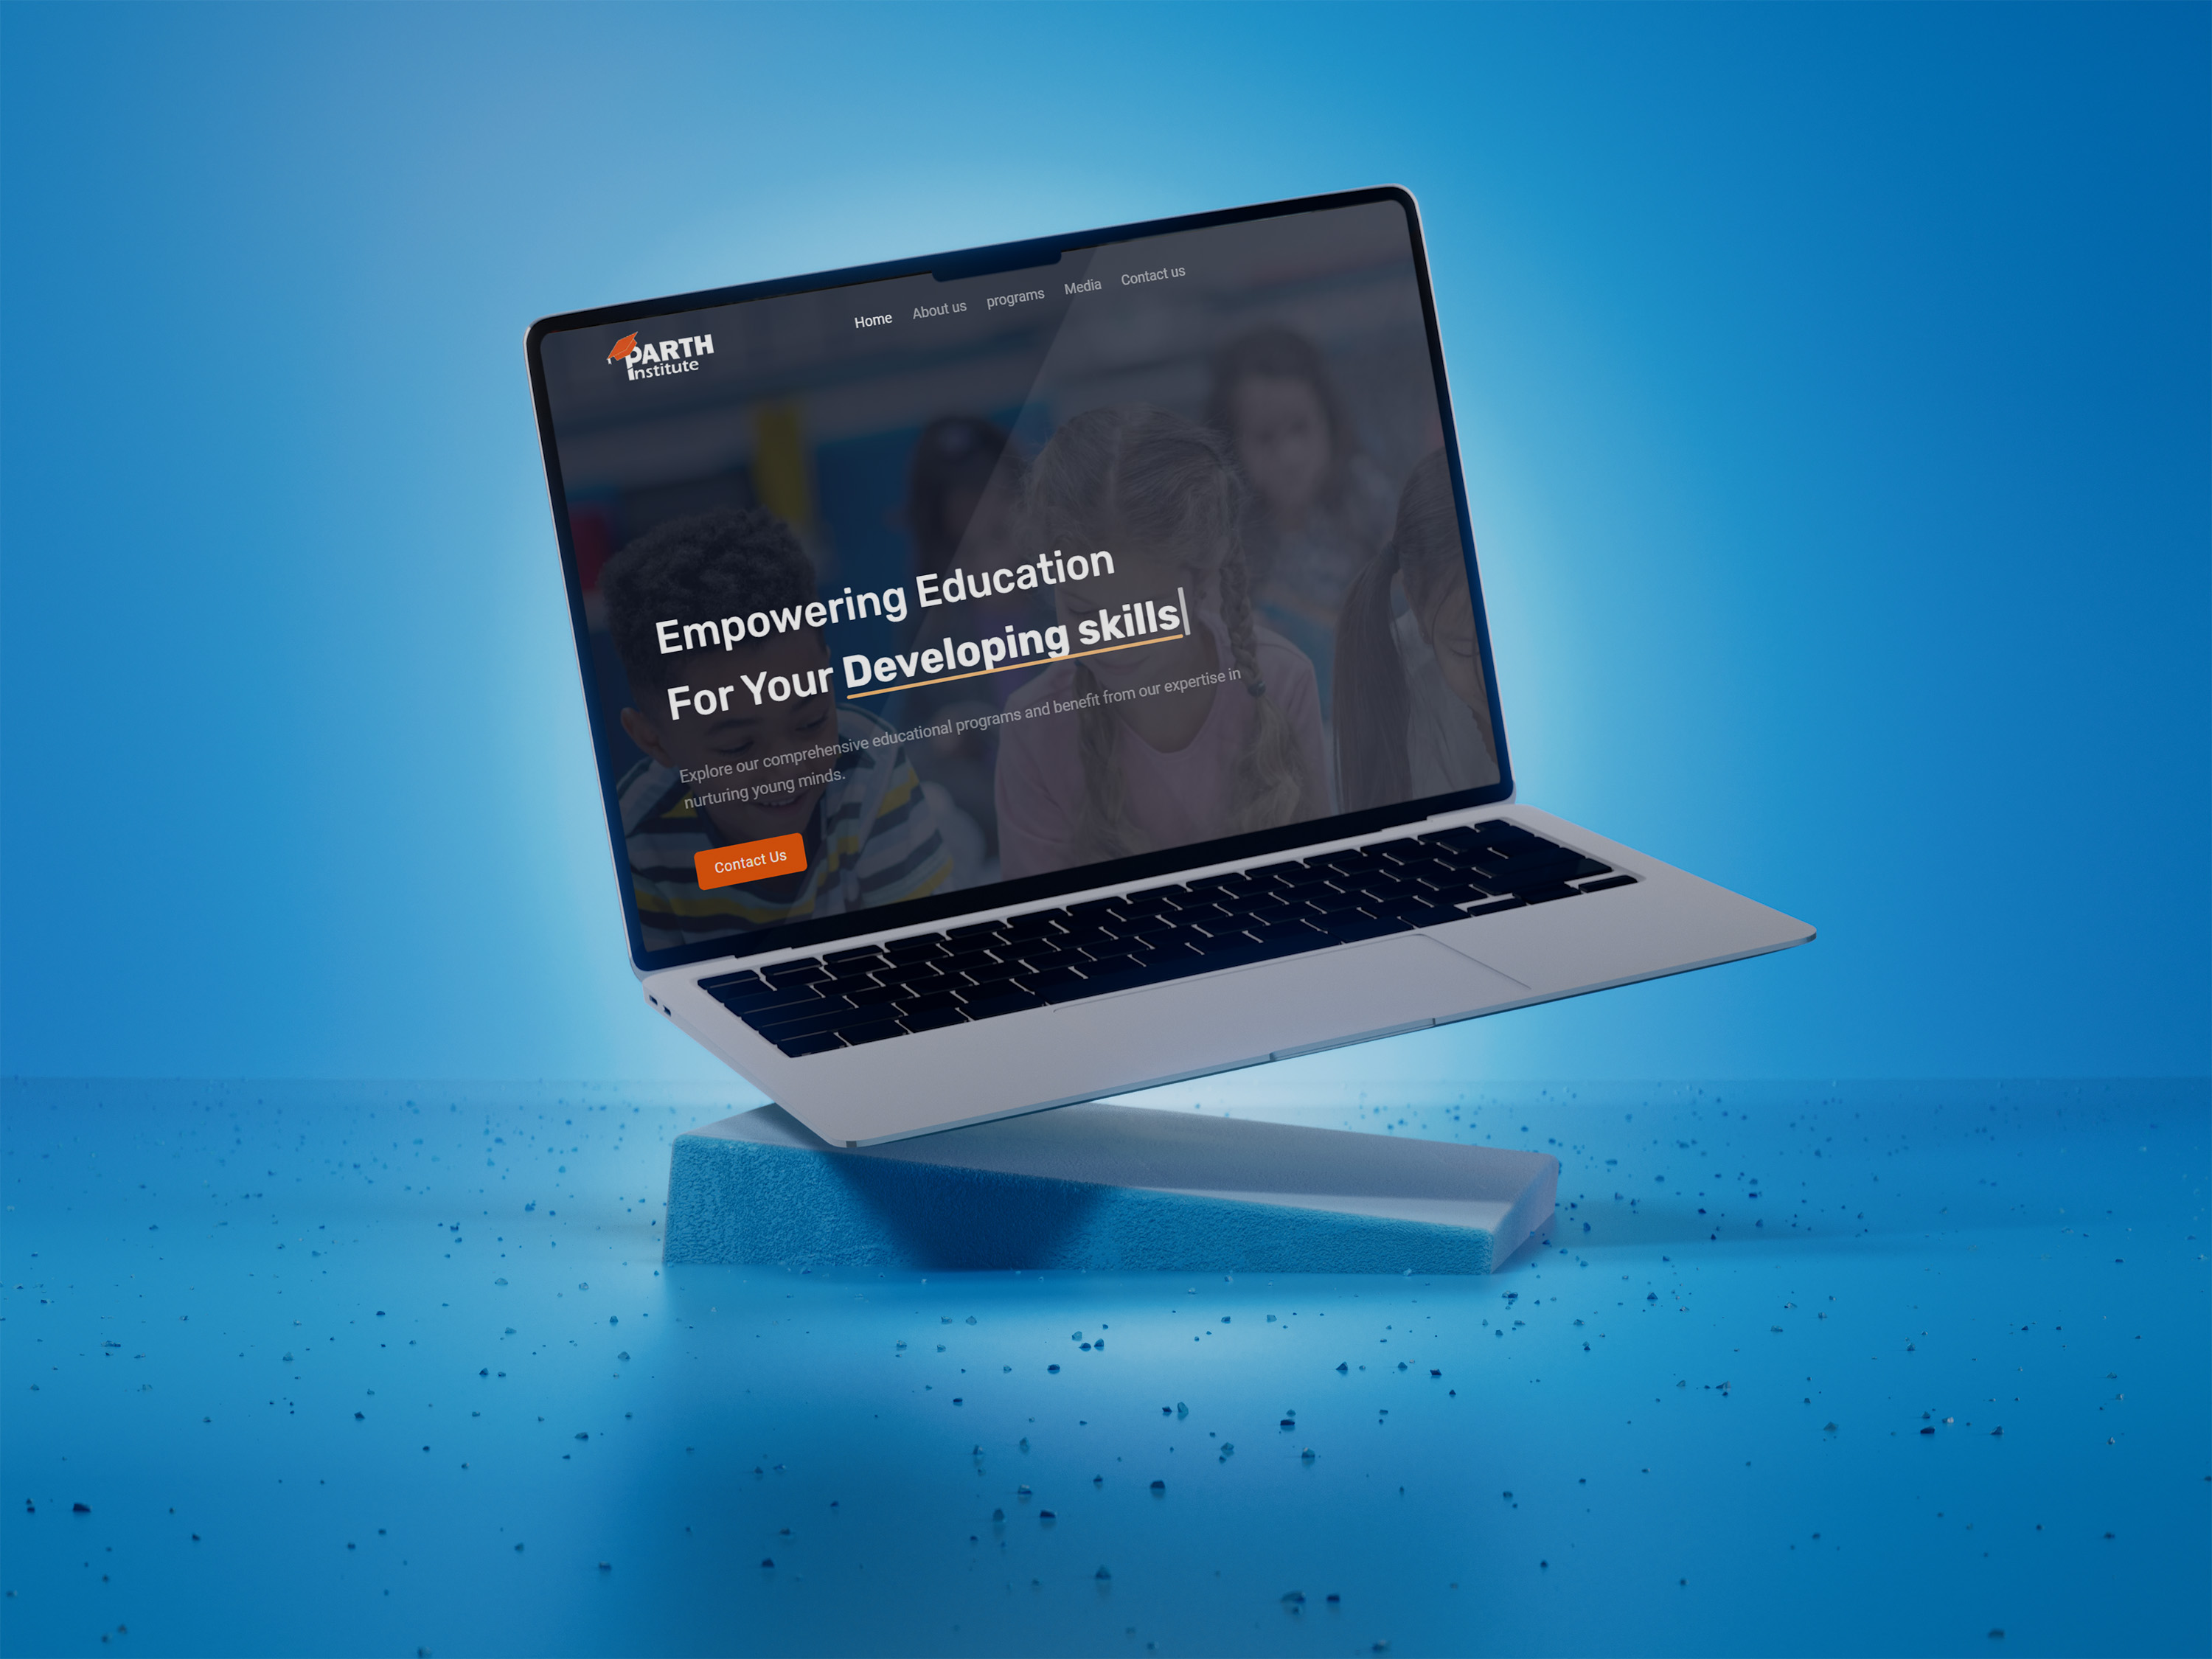 PARTH
Institute
Home About us programs Media Contact us
Empowering Education
For Your Developing skills
Explore our comprehensive educational programs and benefit from our expertise in
nurturing young minds.
Contact Us